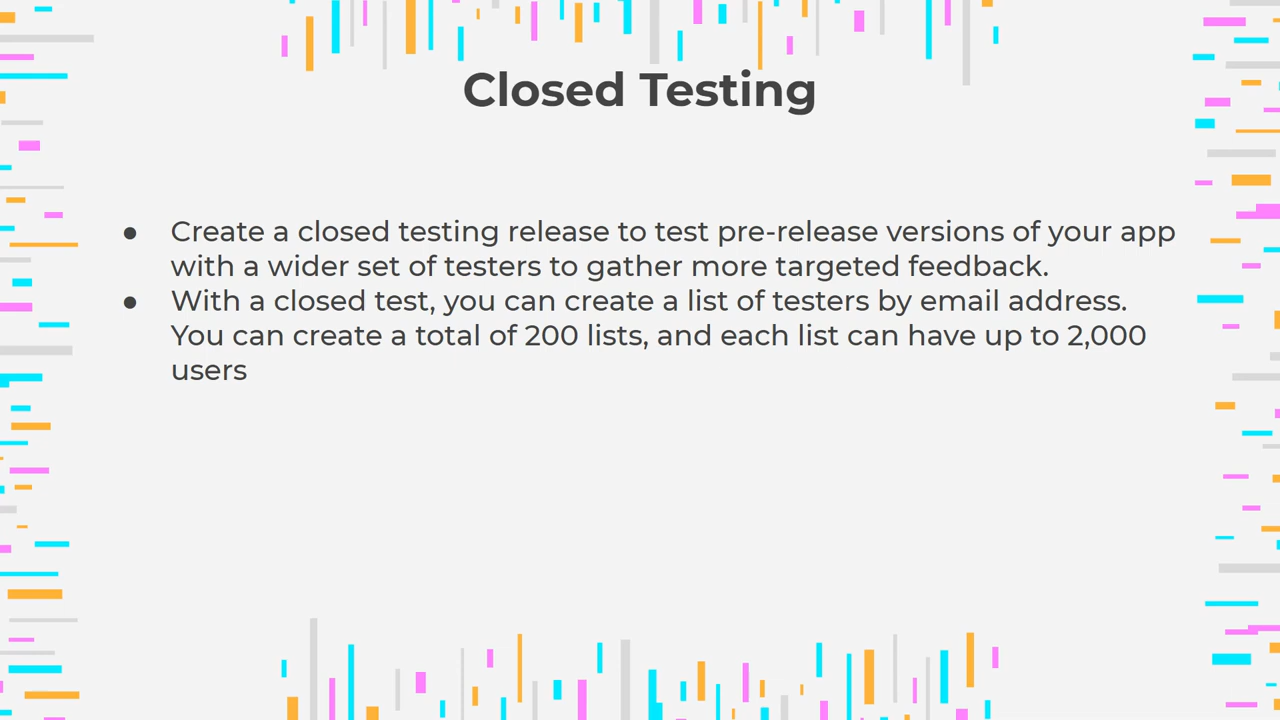 Closed Testing
● Create a closed testing release to test pre-release versions of your app
with a wider set of testers to gather more targeted feedback.
● With a closed test, you can create a list of testers by email address.
You can create a total of 200 lists, and each list can have up to 2,000
users